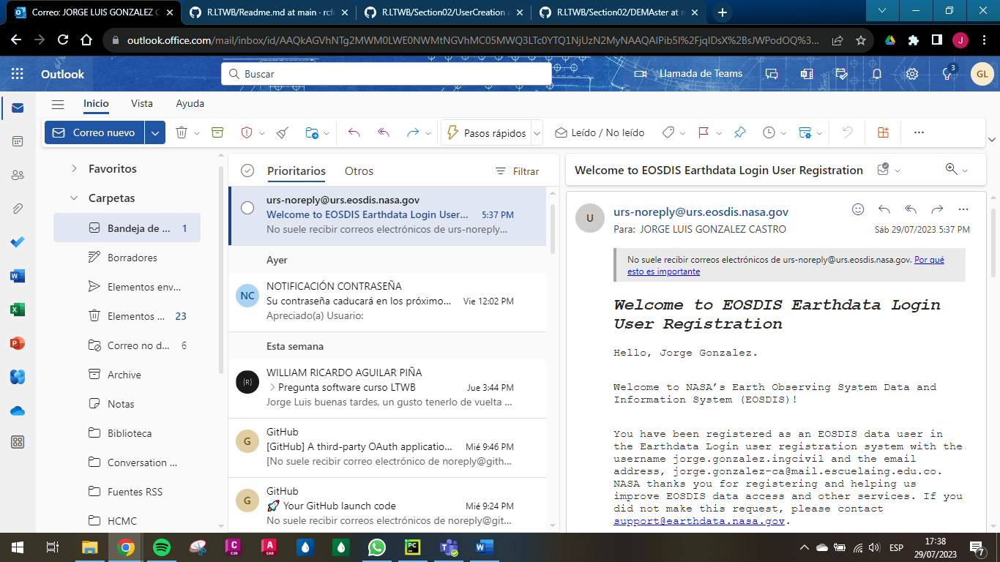 Correo: JORGE LUIS GONZALEZ C
R.LTWB/Readme.md at main · rcf
R.LTWB/Section02/UserCreation a
R.LTWB/Section02/DEMAster at m
outlook.office.com/mail/inbox/id/AAQkAGVhNTg2MWM0LWE0NWMtNGVhMC05MWQ3LTc0YTQ1NjUzN2MyNAAQAIPib5I%2FjqIDsX%2BsJWPodOQ%3...
J
Outlook
Buscar
Llamada de Teams
3
GL
Inicio
Vista
Ayuda
Correo nuevo
Pasos rápidos
Leído / No leído
Favoritos
Carpetas
Bandeja de ... 1
Borradores
Elementos env...
Elementos ... 23
Correo no d... 6
Archive
Notas
Biblioteca
Conversation ...
Fuentes RSS
HCMC
Prioritarios
Otros
Filtrar
urs-noreply@urs.eosdis.nasa.gov
Welcome to EOSDIS Earthdata Login User... 5:37 PM
No suele recibir correos electrónicos de urs-noreply...
Ayer
NC
NOTIFICACIÓN CONTRASEÑA
Su contraseña caducará en los próximo... Vie 12:02 PM
Apreciado(a) Usuario:
Esta semana
{R}
WILLIAM RICARDO AGUILAR PIÑA
Pregunta software curso LTWB Jue 3:44 PM
Jorge Luis buenas tardes, un gusto tenerlo de vuelta ...
G
GitHub
[GitHub] A third-party OAuth applicatio... Mié 9:46 PM
[No suele recibir correo electrónico de noreply@gith...
G
GitHub
🚀 Your GitHub launch code Mié 9:24 PM
No suele recibir correos electrónicos de noreply@git...
Welcome to EOSDIS Earthdata Login User Registration
U
urs-noreply@urs.eosdis.nasa.gov
Para: JORGE LUIS GONZALEZ CASTRO
Sáb 29/07/2023 5:37 PM
No suele recibir correos electrónicos de urs-noreply@urs.eosdis.nasa.gov. Por qué
esto es importante
Welcome to EOSDIS Earthdata Login
User Registration
Hello, Jorge Gonzalez.
Welcome to NASA's Earth Observing System Data and
Information System (EOSDIS)!
You have been registered as an EOSDIS data user in
the Earthdata Login user registration system with the
username jorge.gonzalez.ingcivil and the email
address, jorge.gonzalez-ca@mail.escuelaing.edu.co.
NASA thanks you for registering and helping us
improve EOSDIS data access and other services. If you
did not make this request, please contact
support@earthdata.nasa.gov.
ESP
17:38
29/07/2023
7